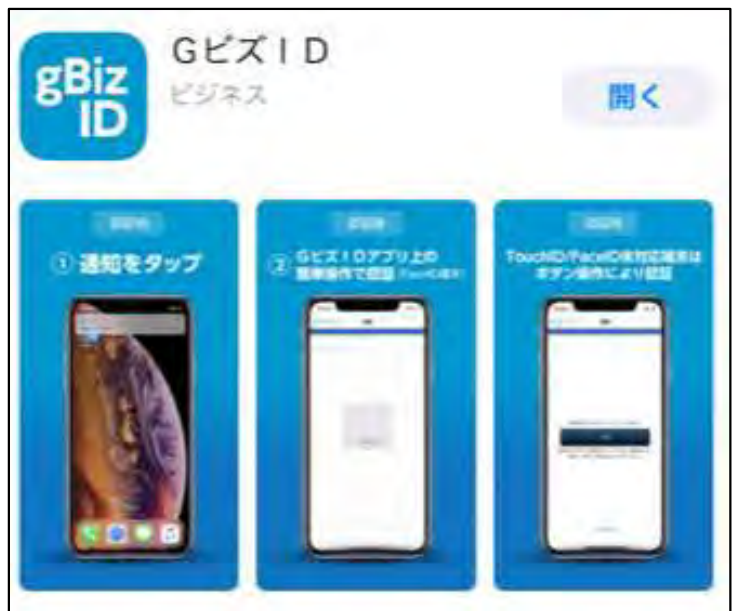 gBiz
ID
GビズID
ビジネス
開く
① 通知をタップ
② GビズIDアプリ上の
簡単操作で認証
TouchID/FaceID未対応端末は
ボタン操作により認証